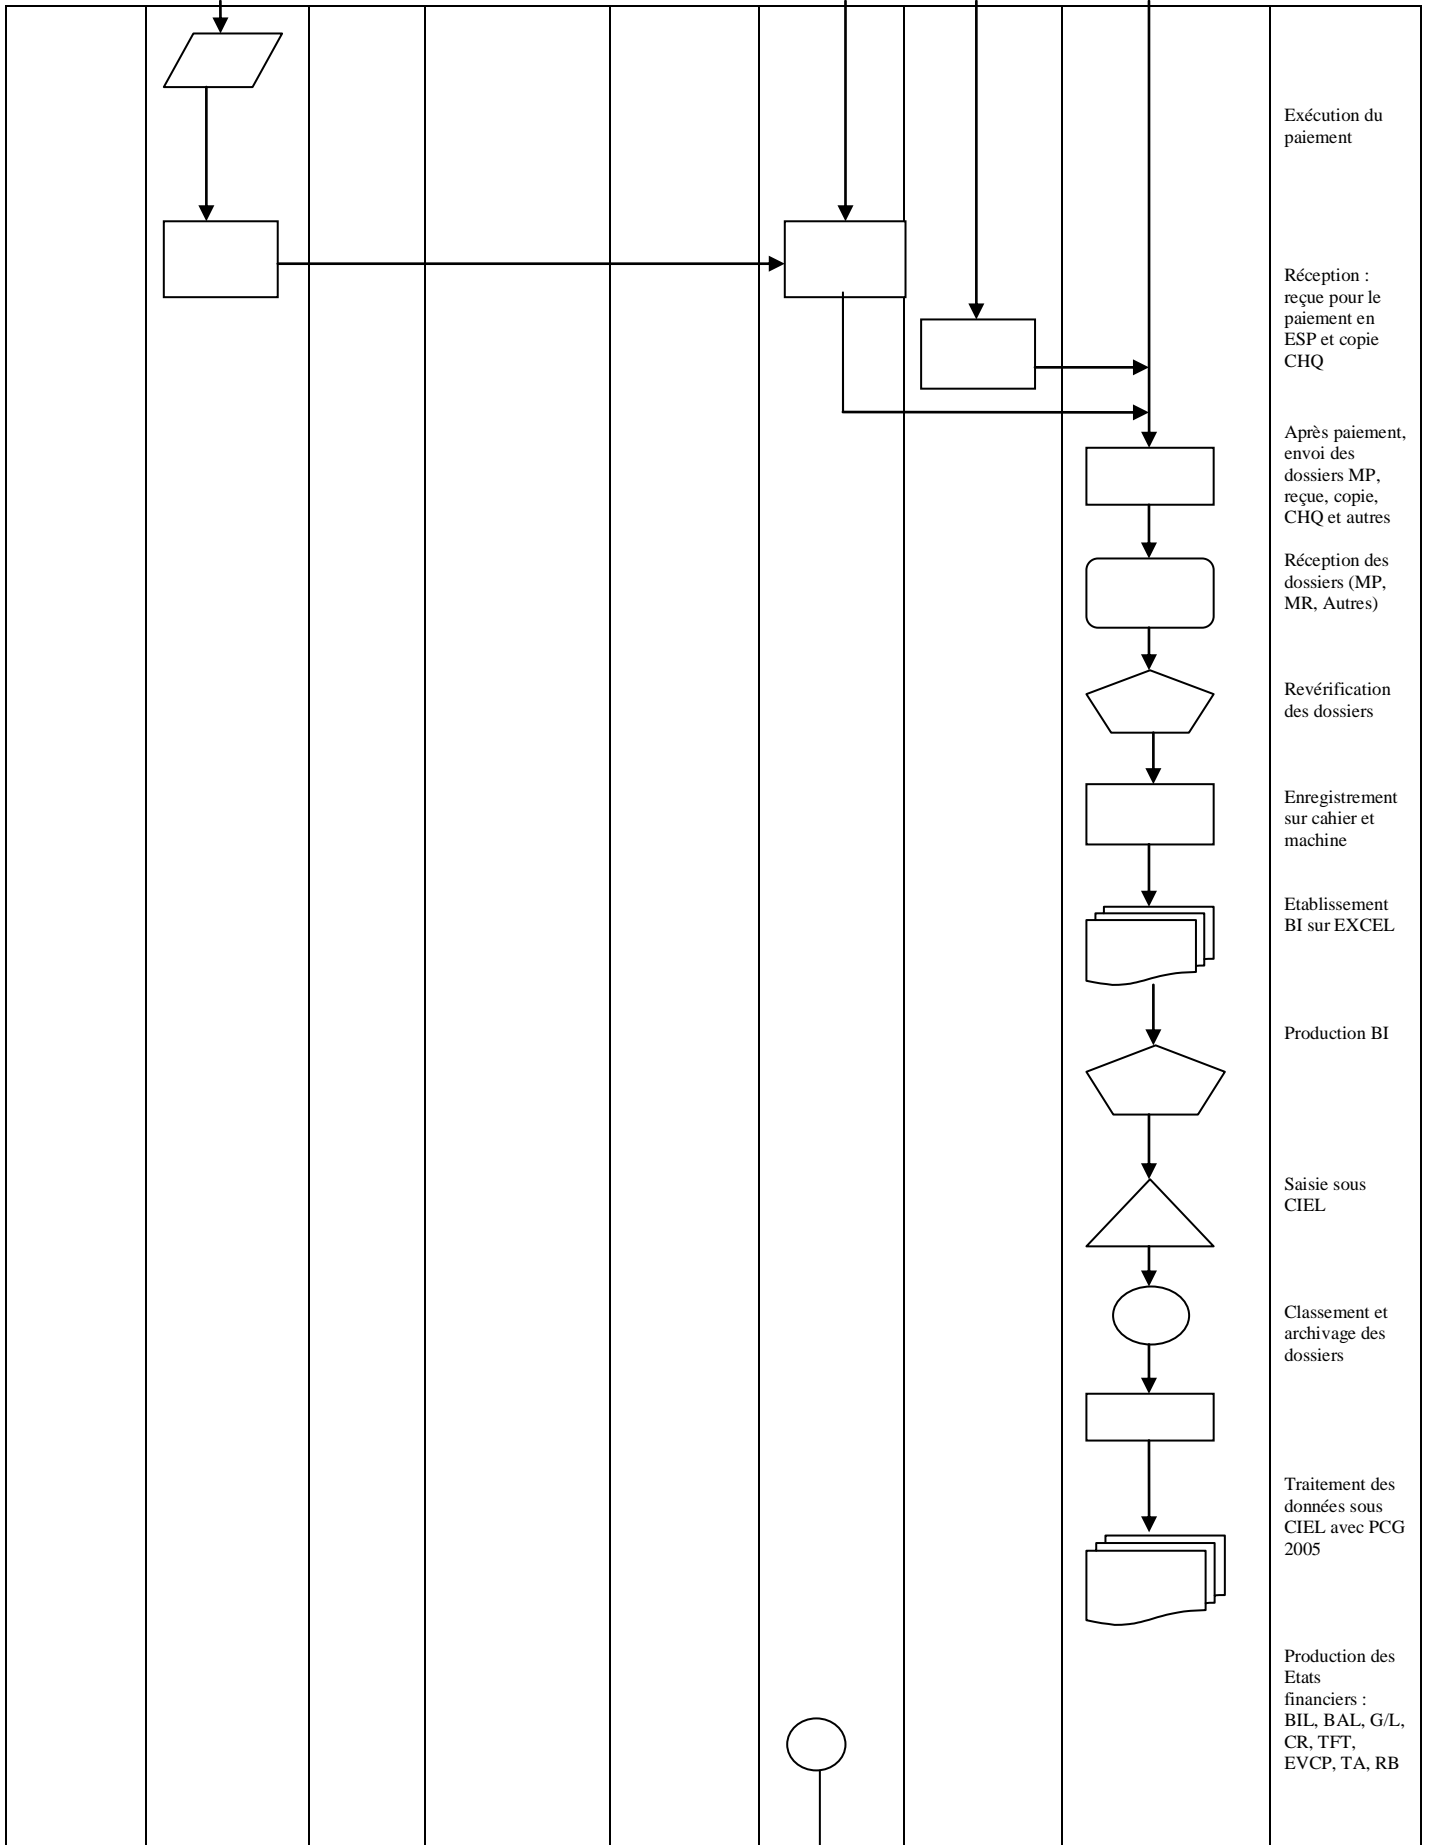 Exécution du
paiement
Réception :
reçue pour le
paiement en
ESP et copie
CHQ
Après paiement,
envoi des
dossiers MP,
reçue, copie,
CHQ et autres
Réception des
dossiers (MP,
MR, Autres)
Revérification
des dossiers
Enregistrement
sur cahier et
machine
Etablissement
BI sur EXCEL
Production BI
Saisie sous
CIEL
Classement et
archivage des
dossiers
Traitement des
données sous
CIEL avec PCG
2005
Production des
Etats
financiers :
BIL, BAL, G/L,
CR, TFT,
EVCP, TA, RB